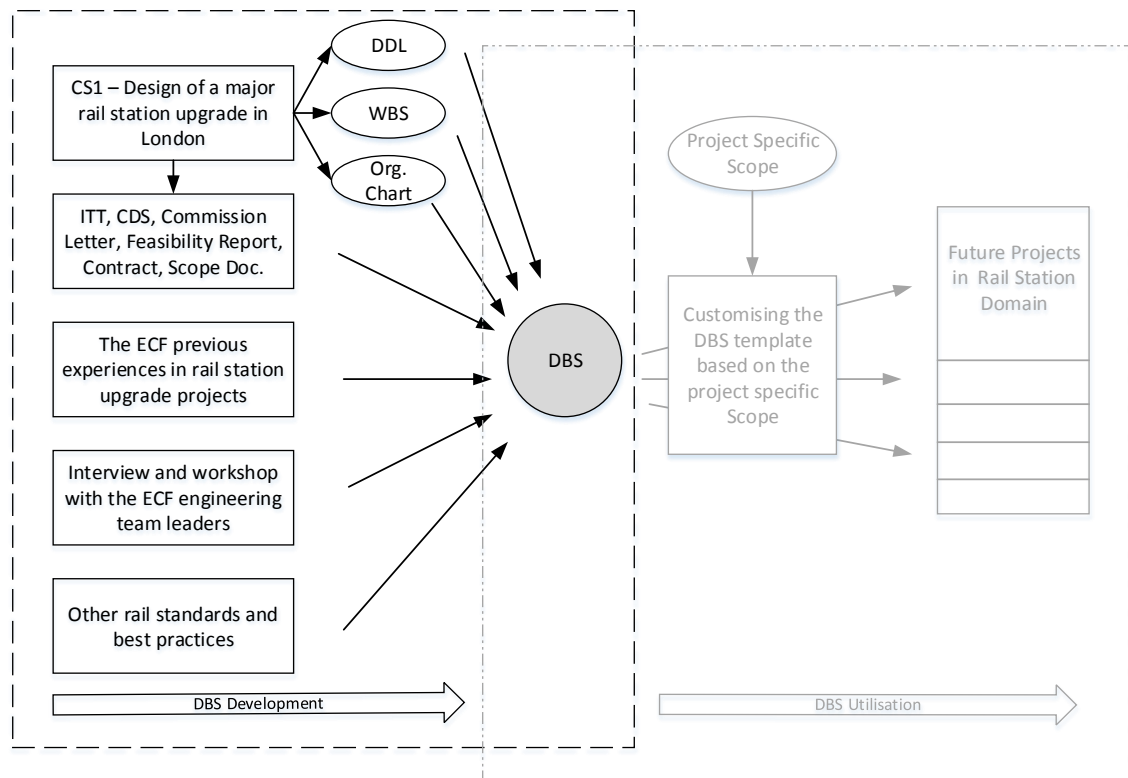 CS1 – Design of a major
rail station upgrade in
London
DDL
WBS
Org.
Chart
ITT, CDS, Commission
Letter, Feasibility Report,
Contract, Scope Doc.
The ECF previous
experiences in rail station
upgrade projects
Interview and workshop
with the ECF engineering
team leaders
Other rail standards and
best practices
DBS
DBS Development
Project Specific
Scope
Customising the
DBS template
based on the
project specific
Scope
Future Projects
in Rail Station
Domain
DBS Utilisation